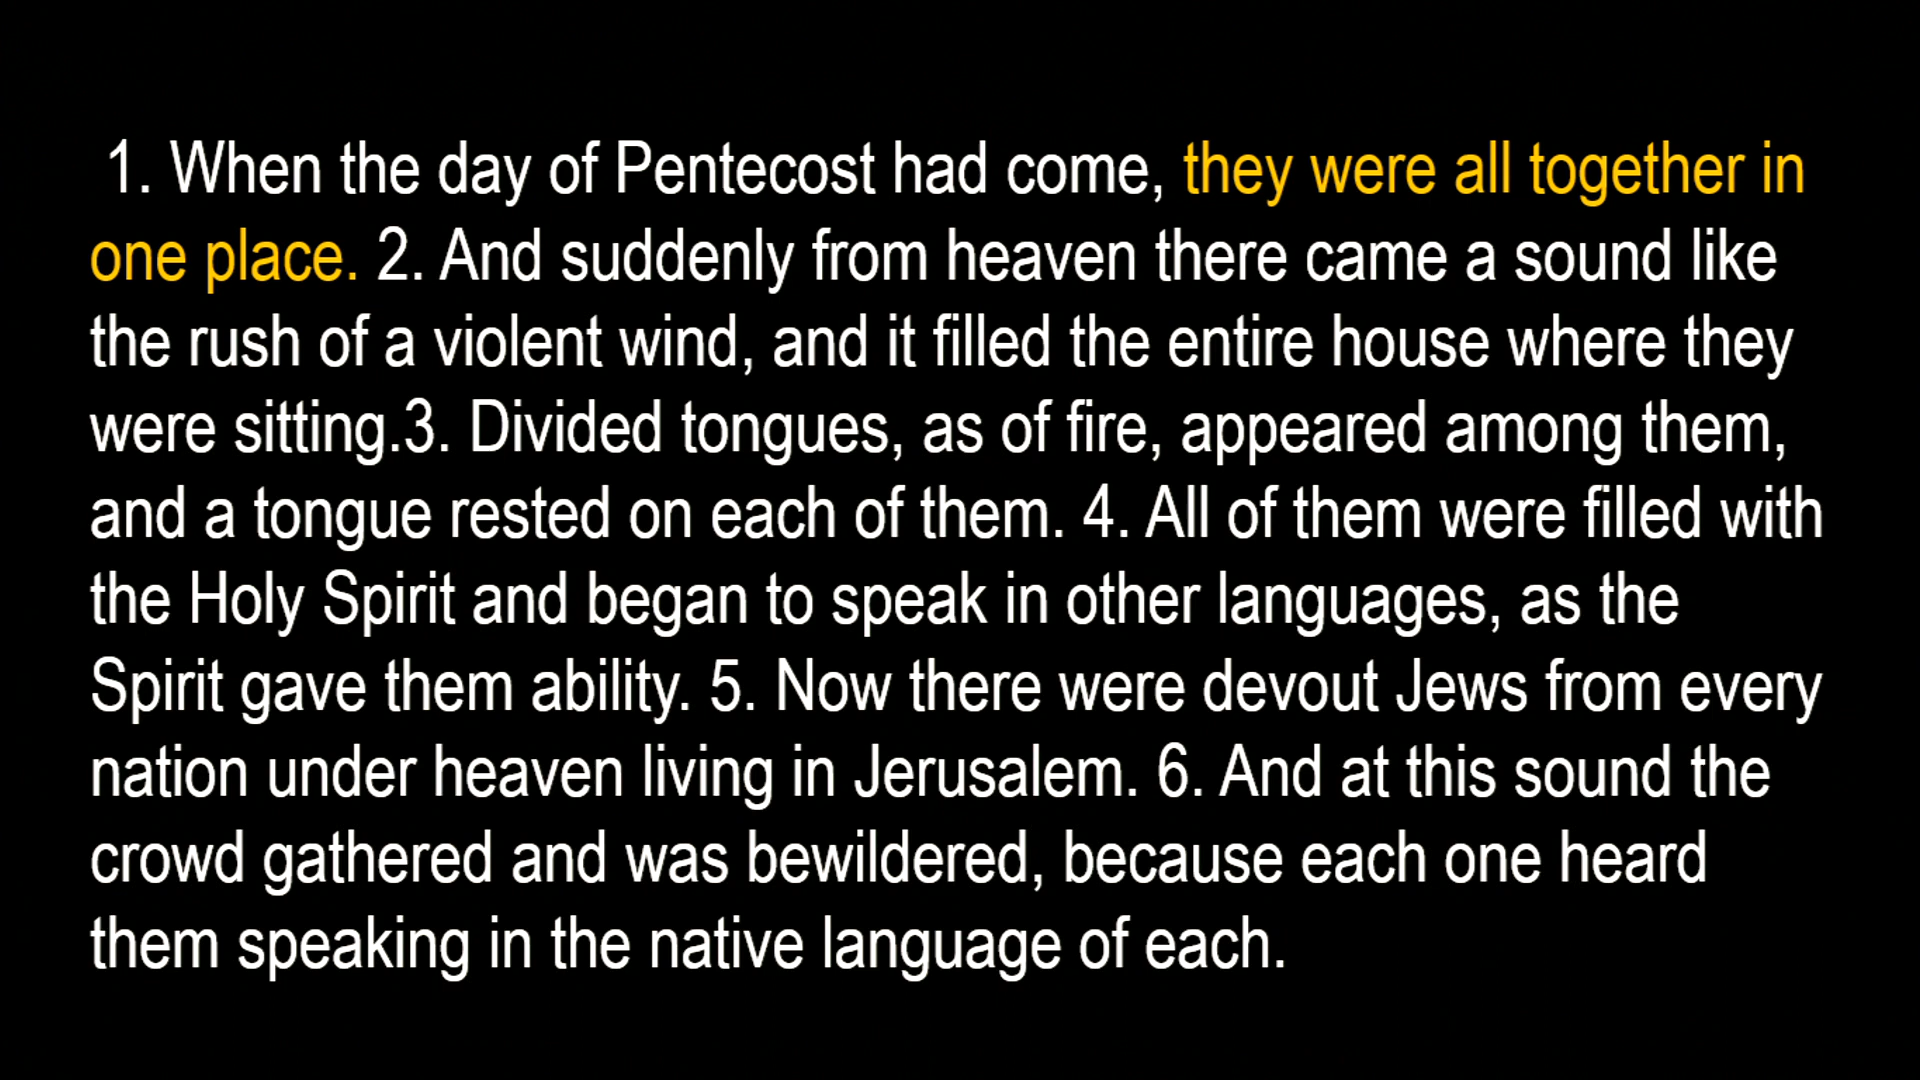 1. When the day of Pentecost had come, they were all together in
one place. 2. And suddenly from heaven there came a sound like
the rush of a violent wind, and it filled the entire house where they
were sitting.3. Divided tongues, as of fire, appeared among them,
and a tongue rested on each of them. 4. All of them were filled with
the Holy Spirit and began to speak in other languages, as the
Spirit gave them ability. 5. Now there were devout Jews from every
nation under heaven living in Jerusalem. 6. And at this sound the
crowd gathered and was bewildered, because each one heard
them speaking in the native language of each.